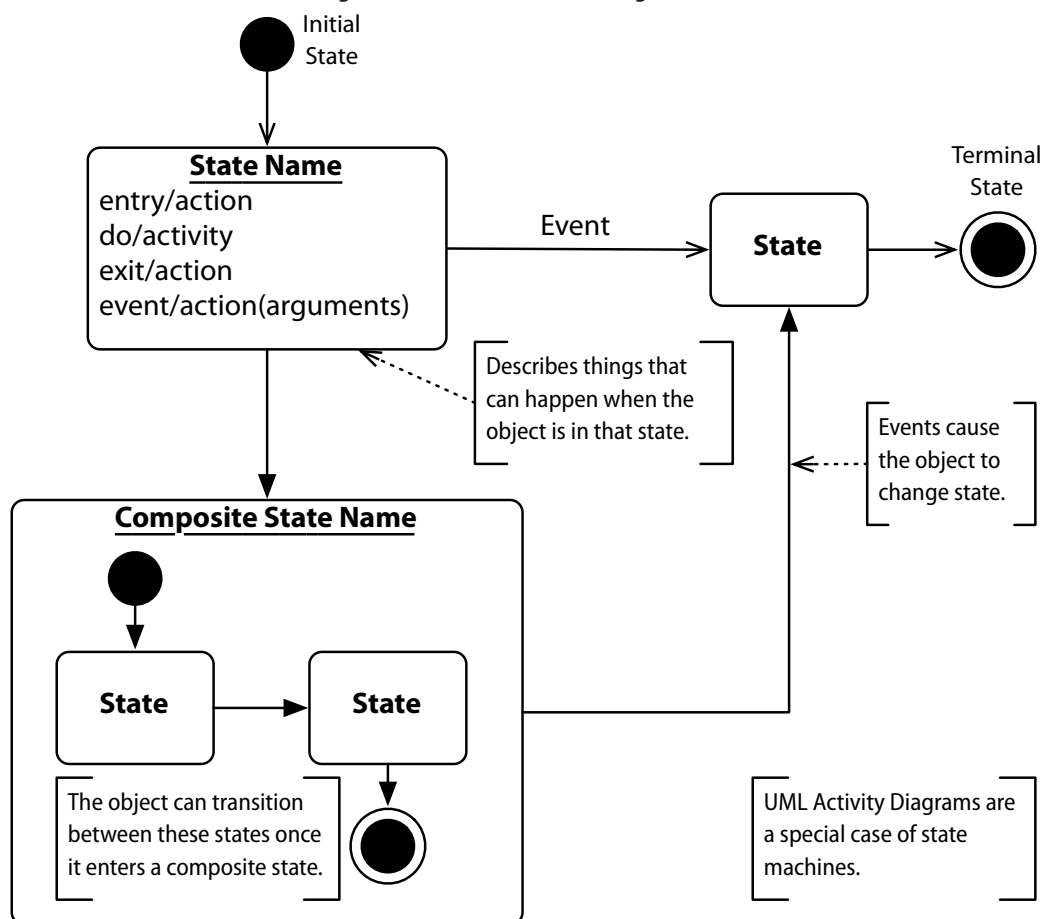 Initial
State
State Name
entry/action
do/activity
exit/action
event/action(arguments)
Event
State
Terminal
State
Describes things that
can happen when the
object is in that state.
Events cause
the object to
change state.
Composite State Name
State
State
The object can transition
between these states once
it enters a composite state.
UML Activity Diagrams are
a special case of state
machines.